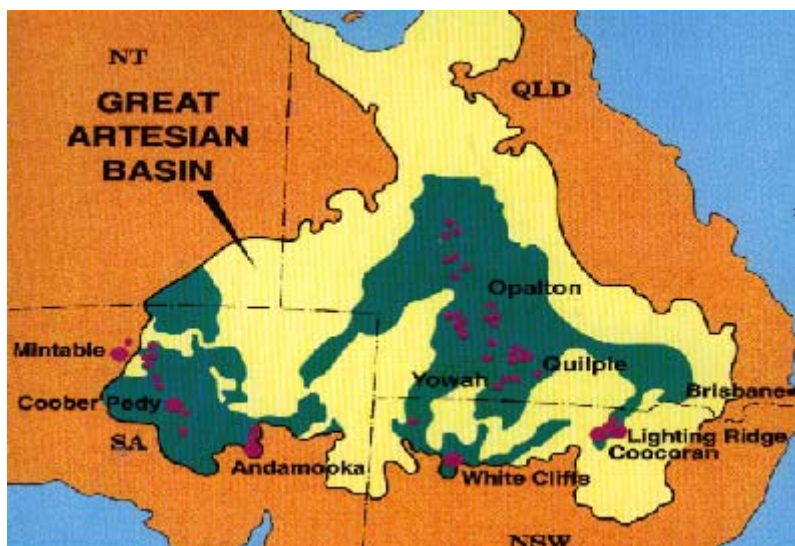 NT
QLD
GREAT
ARTESIAN
BASIN
Opalton
Mintable
Quilpie
Yowah
Brisbane
Coober Pedy
SA
Lighting Ridge
Coocoran
Andamooka
White Cliffs
NSW